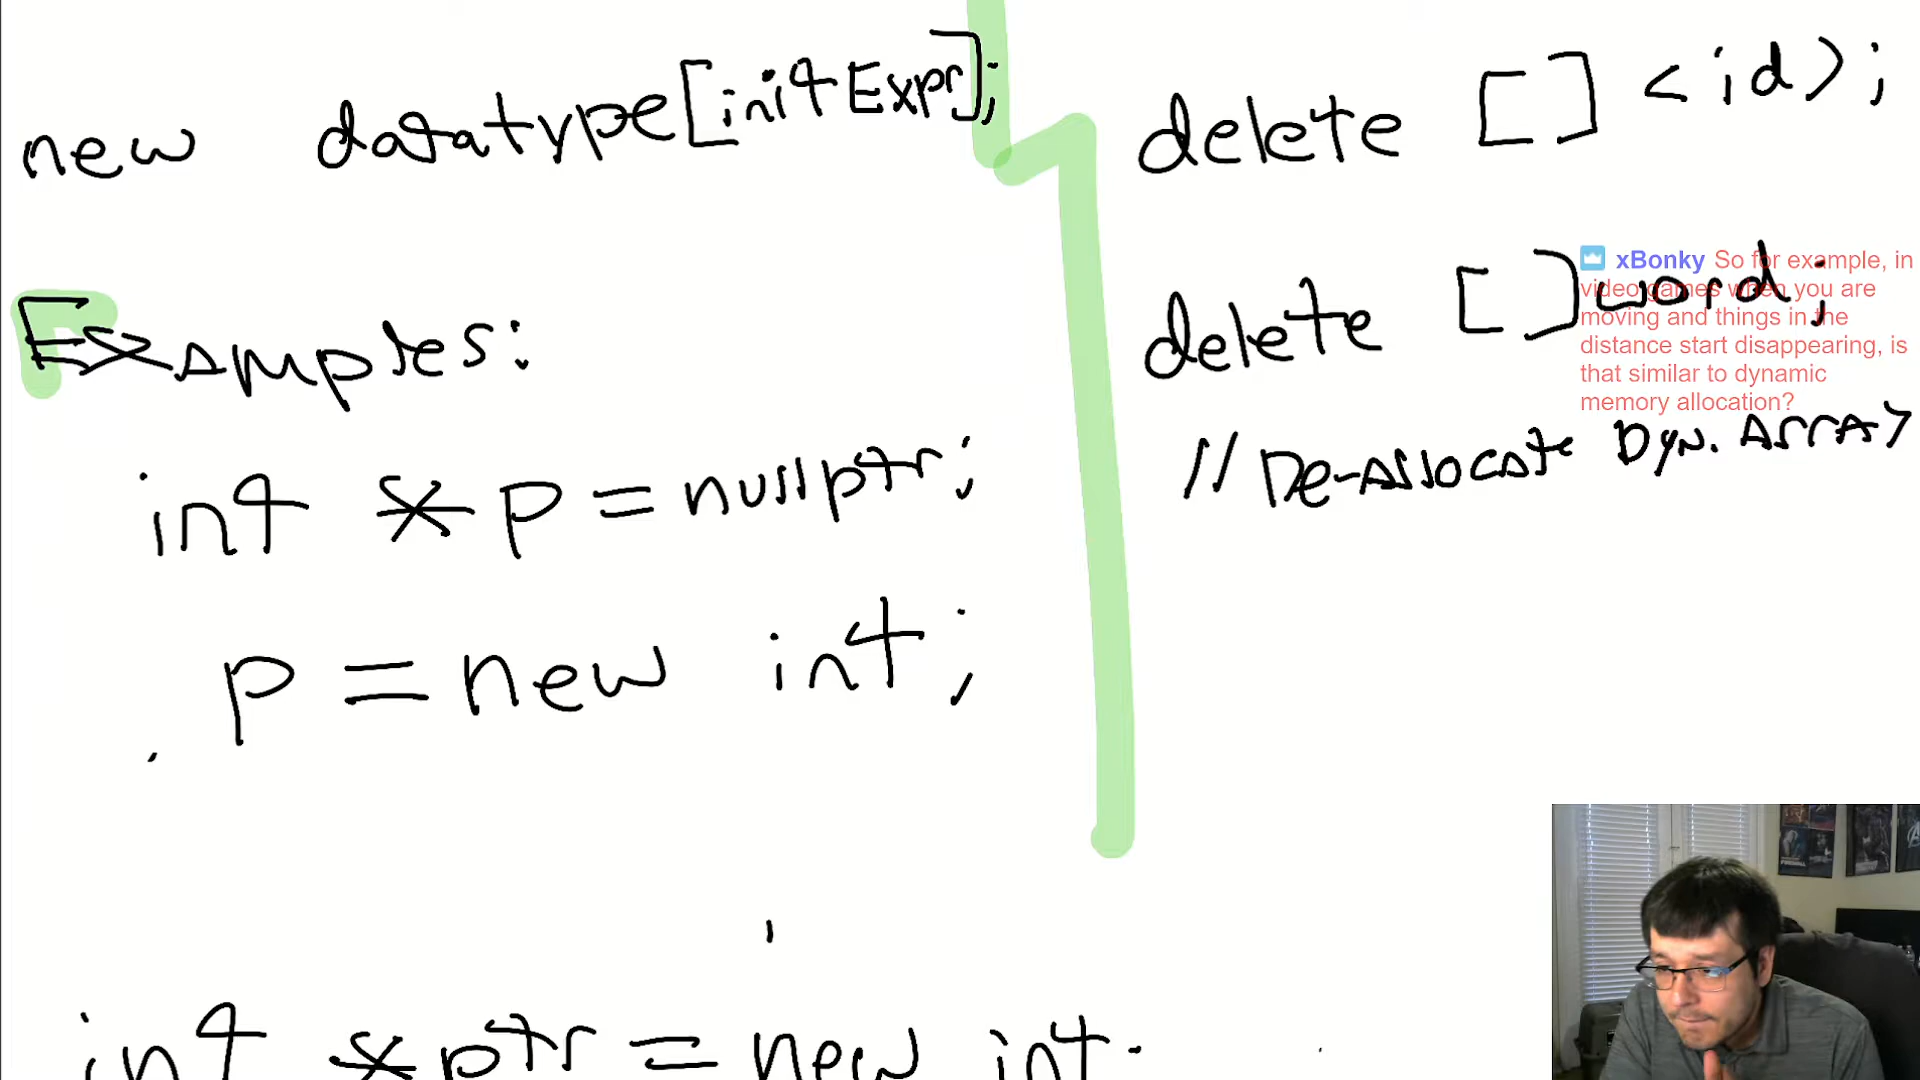 new datatype[initExpr];
Examples:
int *p = nullptr;
p = new int;
int *ptr = new int;
delete [] <id>;
delete [] word;
// De-Allocate Dyn. Array
xBonky So for example, in
video games when you are
moving and things in the
distance start disappearing, is
that similar to dynamic
memory allocation?